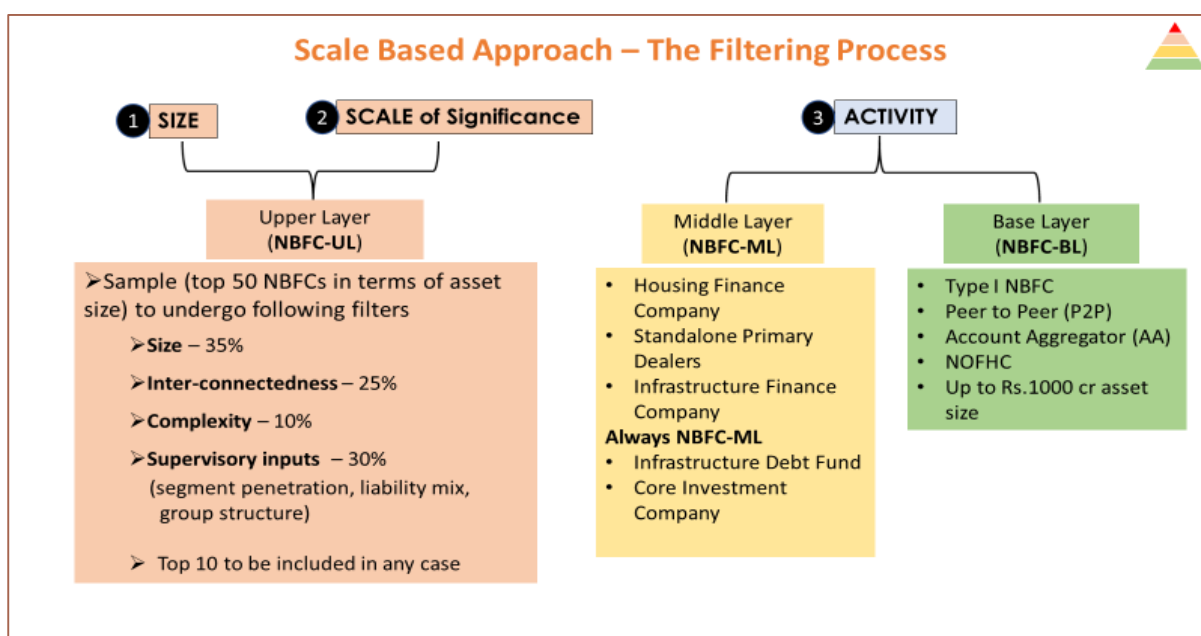 Scale Based Approach – The Filtering Process
1 SIZE
2 SCALE of Significance
3 ACTIVITY
Upper Layer
(NBFC-UL)
➢Sample (top 50 NBFCs in terms of asset
size) to undergo following filters
➢Size – 35%
➢Inter-connectedness – 25%
➢Complexity – 10%
➢Supervisory inputs – 30%
(segment penetration, liability mix,
group structure)
➢ Top 10 to be included in any case
Middle Layer
(NBFC-ML)
• Housing Finance
Company
• Standalone Primary
Dealers
• Infrastructure Finance
Company
Always NBFC-ML
• Infrastructure Debt Fund
• Core Investment
Company
Base Layer
(NBFC-BL)
• Type I NBFC
• Peer to Peer (P2P)
• Account Aggregator (AA)
• NOFHC
• Up to Rs.1000 cr asset
size